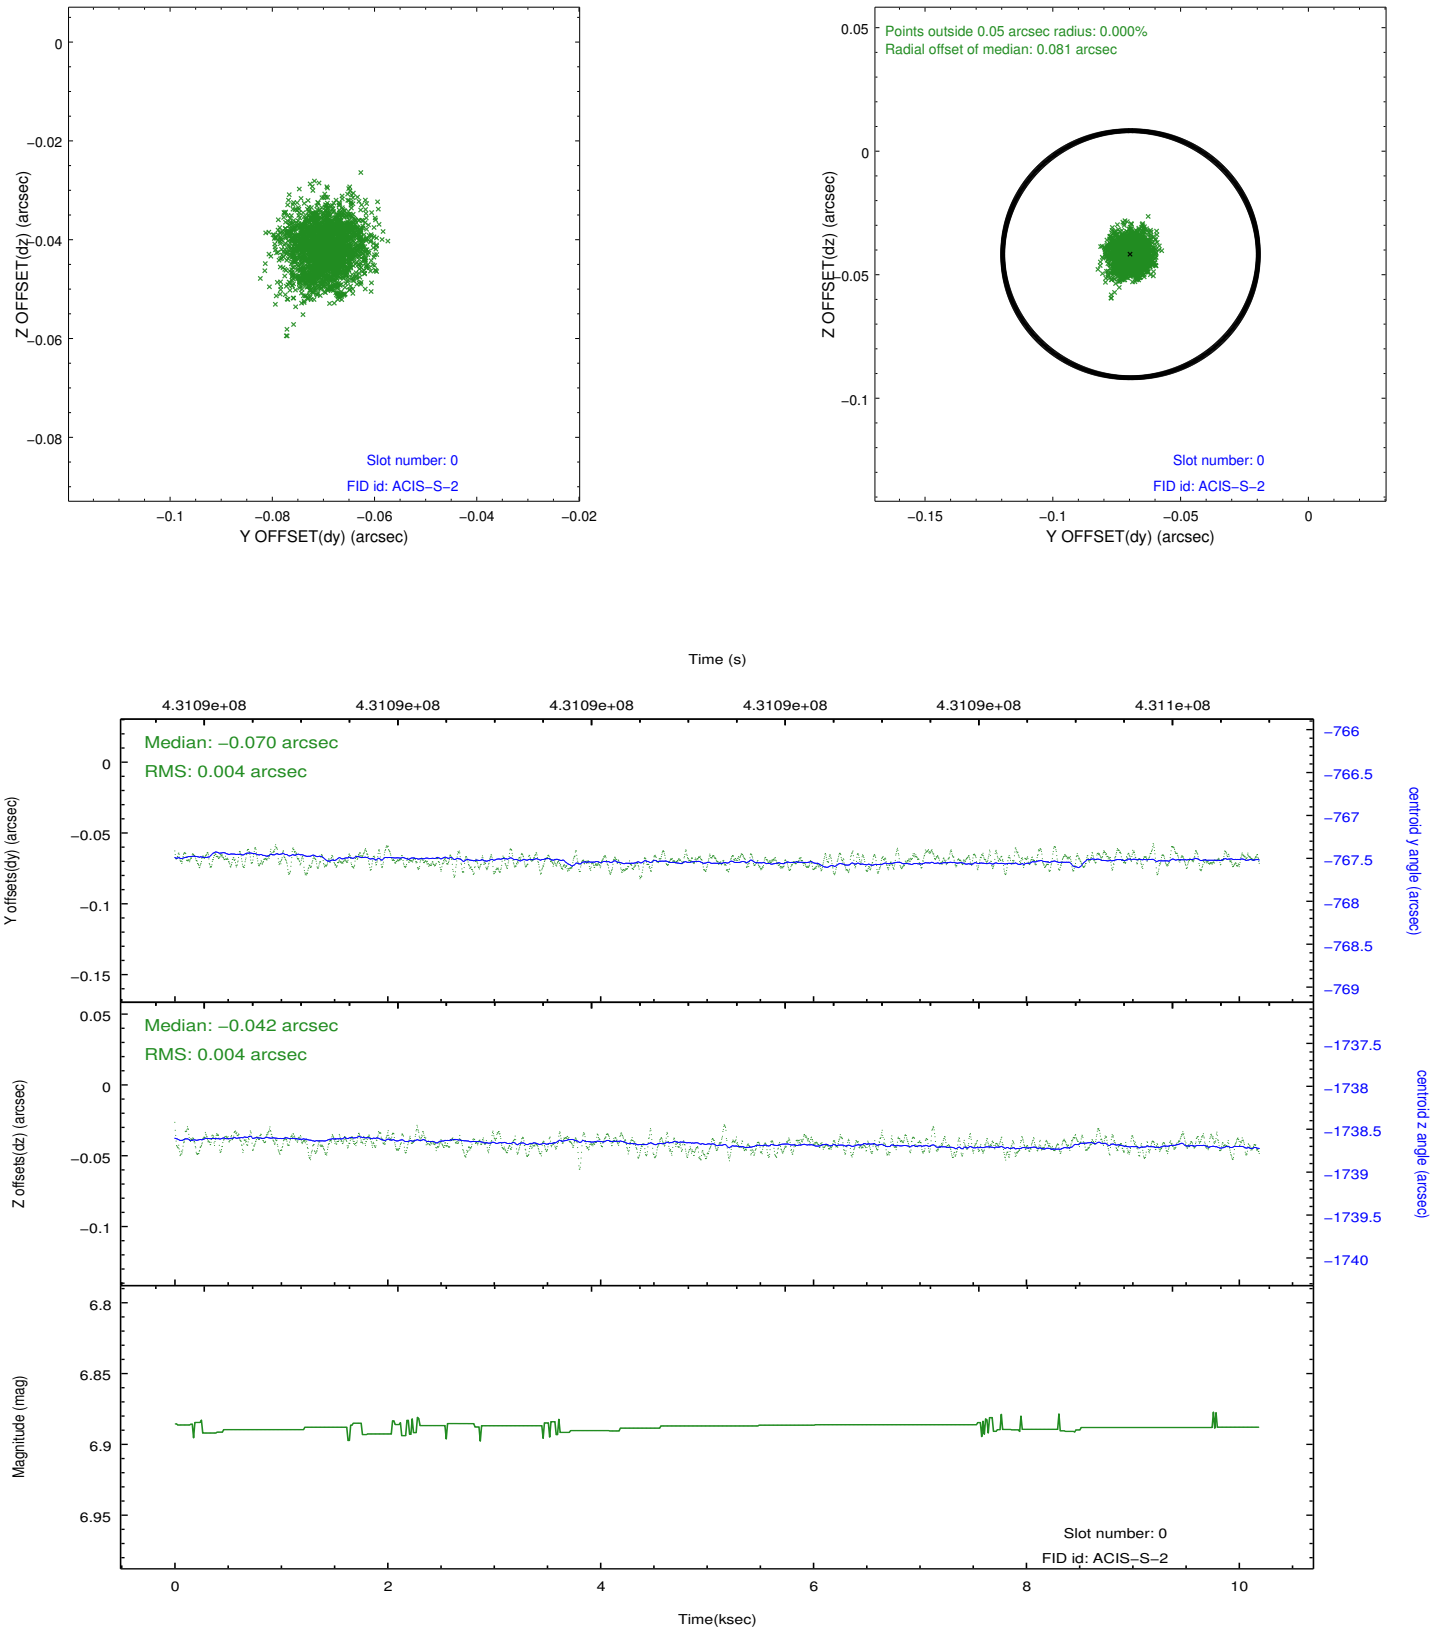 0
−0.02
−0.04
−0.06
−0.08
Z OFFSET(dz) (arcsec)
Slot number: 0
FID id: ACIS−S−2
−0.1
−0.08
−0.06
−0.04
−0.02
Y OFFSET(dy) (arcsec)
Points outside 0.05 arcsec radius: 0.000%
Radial offset of median: 0.081 arcsec
0.05
0
−0.05
−0.1
Z OFFSET(dz) (arcsec)
Slot number: 0
FID id: ACIS−S−2
−0.15
−0.1
−0.05
0
Y OFFSET(dy) (arcsec)
Time (s)
4.3109e+08
4.3109e+08
4.3109e+08
4.3109e+08
4.3109e+08
4.311e+08
Median: −0.070 arcsec
RMS: 0.004 arcsec
0
−0.05
−0.1
−0.15
Y offsets(dy) (arcsec)
−766
−766.5
−767
−767.5
−768
−768.5
−769
centroid y angle (arcsec)
Median: −0.042 arcsec
RMS: 0.004 arcsec
0.05
0
−0.05
−0.1
Z offsets(dz) (arcsec)
−1737.5
−1738
−1738.5
−1739
−1739.5
−1740
centroid z angle (arcsec)
6.8
6.85
6.9
6.95
Magnitude (mag)
Slot number: 0
FID id: ACIS−S−2
0
2
4
6
8
10
Time(ksec)